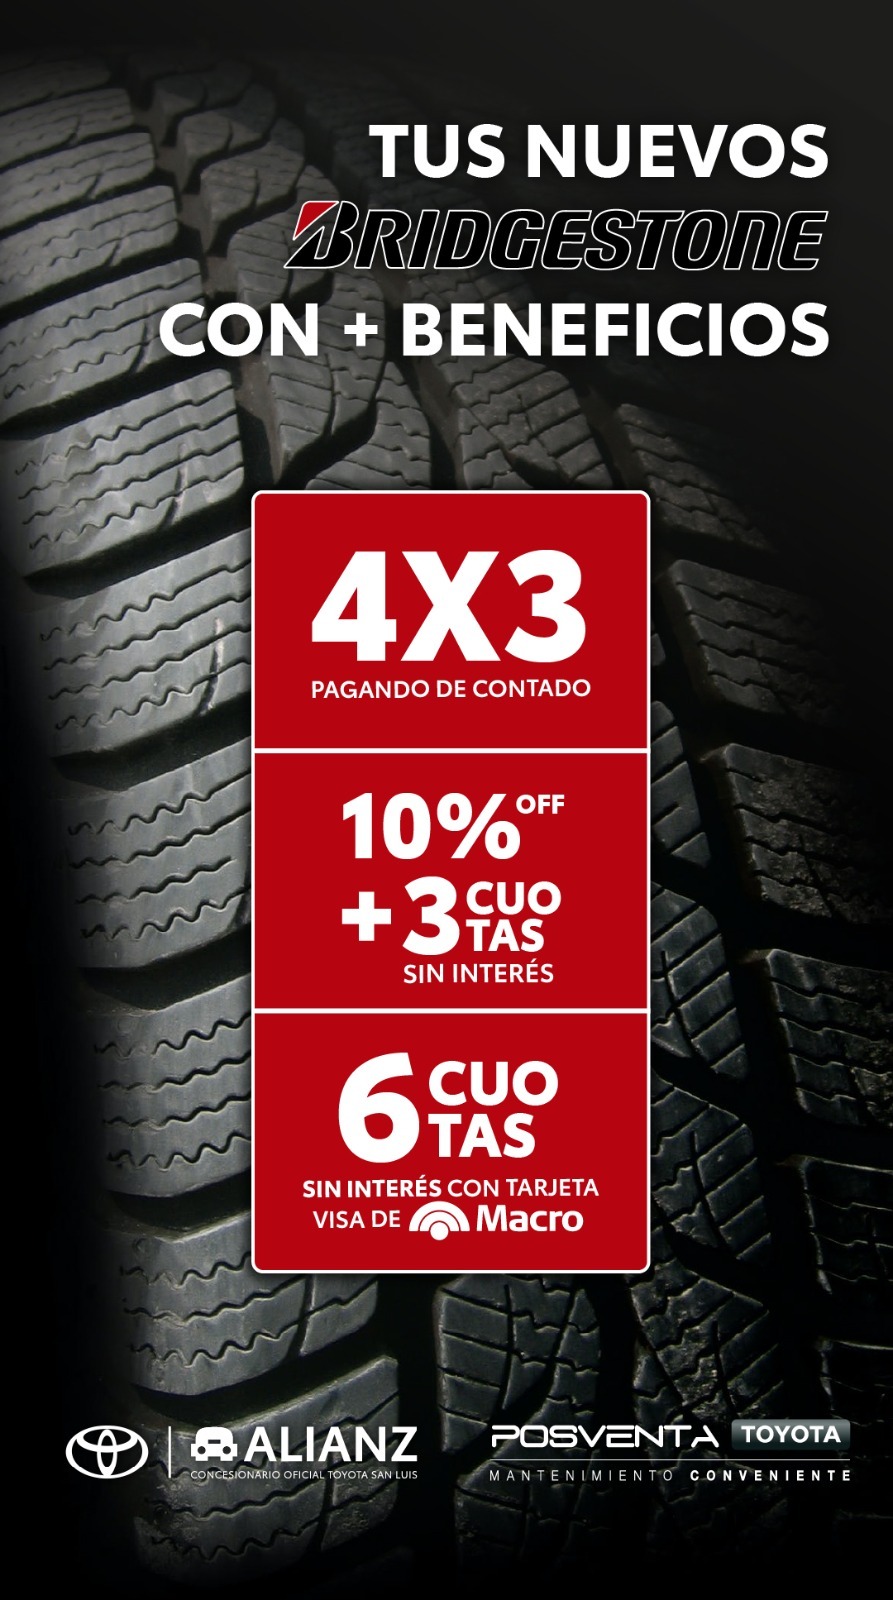 TUS NUEVOS
BRIDGESTONE
CON + BENEFICIOS
4X3
PAGANDO DE CONTADO
10% OFF
+ 3 CUO
TAS
SIN INTERÉS
6 CUO
TAS
SIN INTERÉS CON TARJETA
VISA DE Macro
ALIANZ
CONCESIONARIO OFICIAL TOYOTA SAN LUIS
POSVENTA TOYOTA
MANTENIMIENTO CONVENIENTE